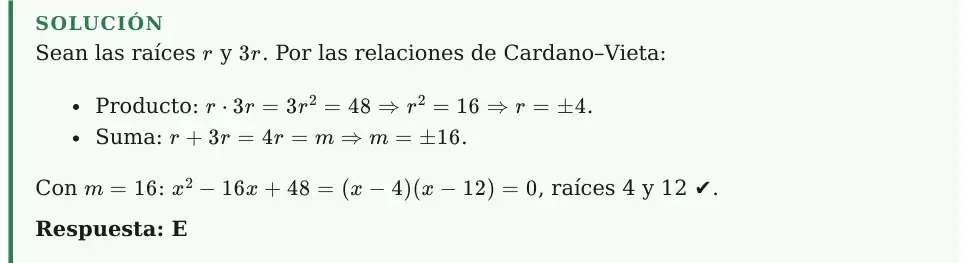 SOLUCIÓN
Sean las raíces r y 3r. Por las relaciones de Cardano–Vieta:
• Producto: r · 3r = 3r² = 48 ⇒ r² = 16 ⇒ r = ±4.
• Suma: r + 3r = 4r = m ⇒ m = ±16.
Con m = 16: x² − 16x + 48 = (x − 4)(x − 12) = 0, raíces 4 y 12 ✔.
Respuesta: E